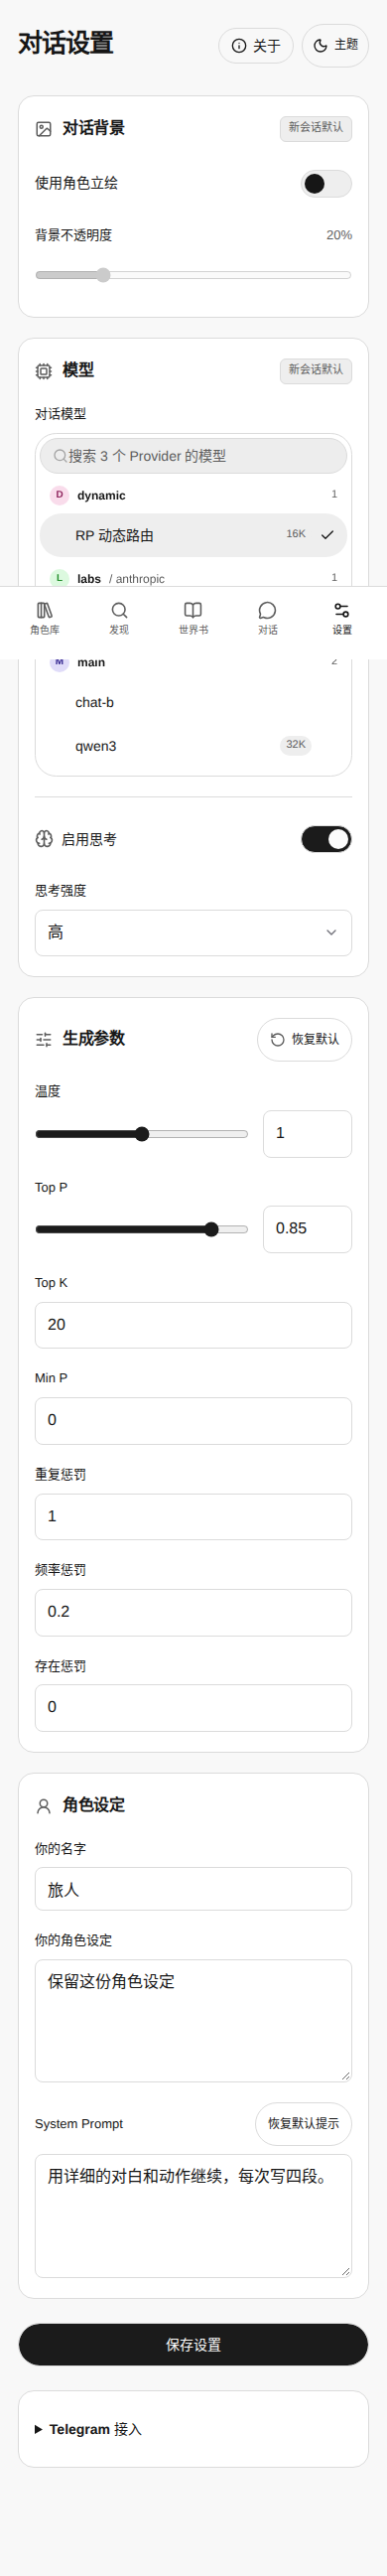 对话设置
关于
主题
对话背景
新会话默认
使用角色立绘
背景不透明度
20%
模型
新会话默认
对话模型
搜索 3 个 Provider 的模型
D dynamic 1
RP 动态路由 16K
L labs / anthropic 1
角色库 发现 世界书 对话 设置
M main 2
chat-b
qwen3 32K
启用思考
思考强度
高
生成参数
恢复默认
温度
1
Top P
0.85
Top K
20
Min P
0
重复惩罚
1
频率惩罚
0.2
存在惩罚
0
角色设定
你的名字
旅人
你的角色设定
保留这份角色设定
System Prompt
恢复默认提示
用详细的对白和动作继续，每次写四段。
保存设置
Telegram 接入